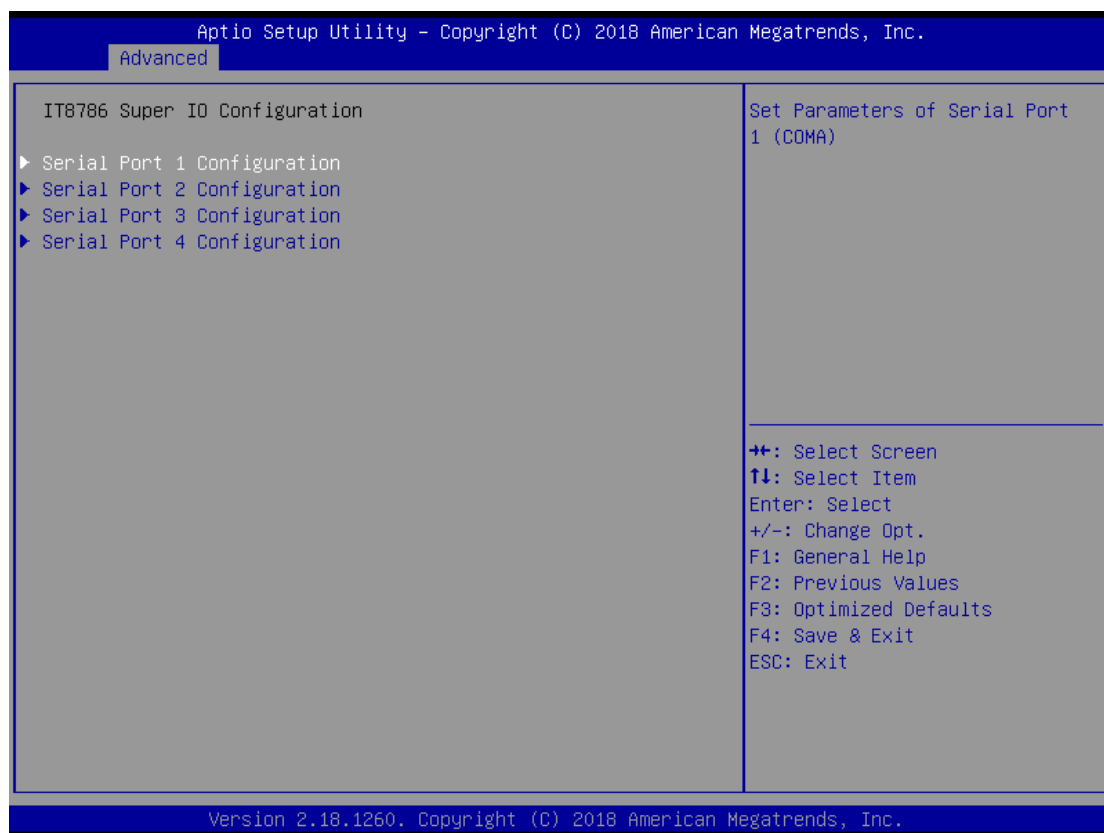 Aptio Setup Utility – Copyright (C) 2018 American Megatrends, Inc.
Advanced
IT8786 Super IO Configuration
▶ Serial Port 1 Configuration
▶ Serial Port 2 Configuration
▶ Serial Port 3 Configuration
▶ Serial Port 4 Configuration
Set Parameters of Serial Port
1 (COMA)
→←: Select Screen
↑↓: Select Item
Enter: Select
+/-: Change Opt.
F1: General Help
F2: Previous Values
F3: Optimized Defaults
F4: Save & Exit
ESC: Exit
Version 2.18.1260. Copyright (C) 2018 American Megatrends, Inc.